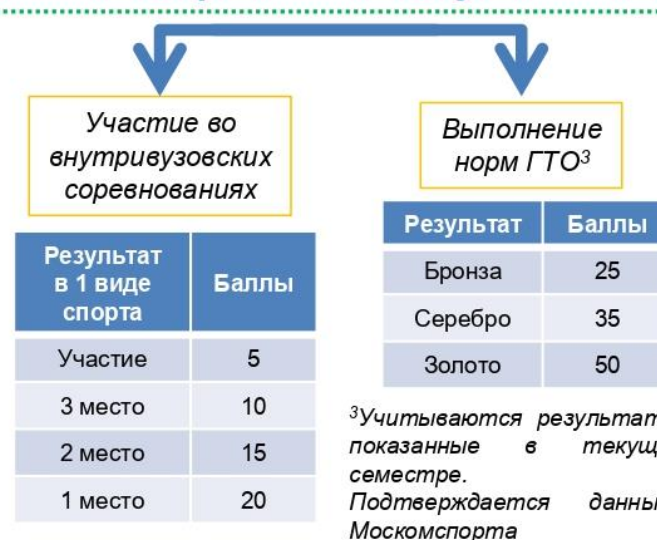 Участие во
внутривузовских
соревнованиях
Результат
в 1 виде
спорта
Баллы
Участие 5
3 место 10
2 место 15
1 место 20
Выполнение
норм ГТО³
Результат Баллы
Бронза 25
Серебро 35
Золото 50
³Учитываются результат
показанные в текущ
семестре.
Подтверждается данны
Москомспорта